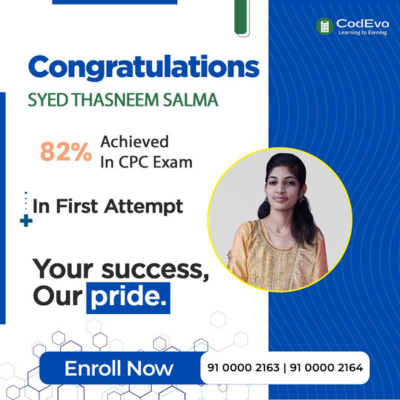 CodEvo
Learning to Earning
Congratulations
SYED THASNEEM SALMA
82% Achieved
In CPC Exam
In First Attempt
Your success,
Our pride.
Enroll Now
91 0000 2163 | 91 0000 2164